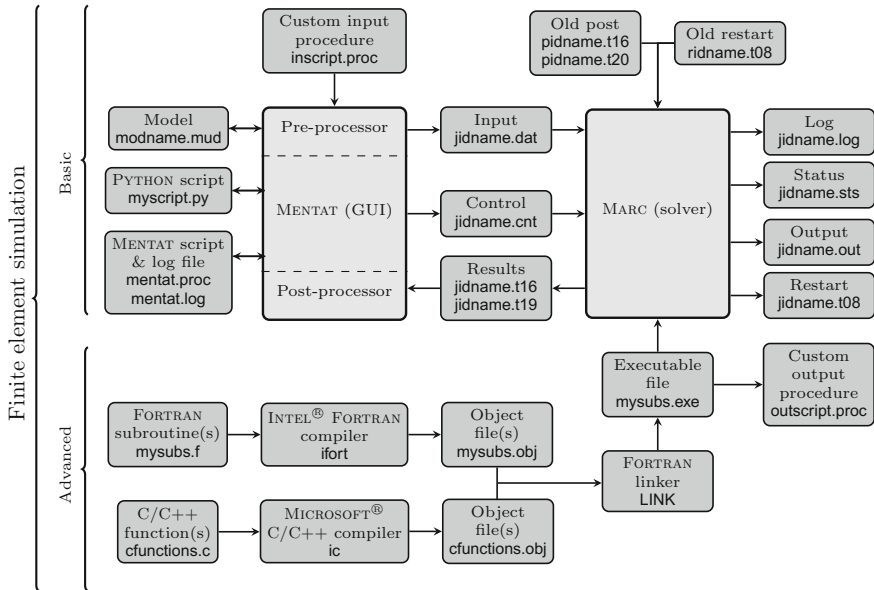 Finite element simulation
Basic
Advanced
Custom input
procedure
inscript.proc
Old post
pidname.t16
pidname.t20
Old restart
ridname.t08
Model
modname.mud
Pre-processor
Input
jidname.dat
Log
jidname.log
PYTHON script
myscript.py
MENTAT (GUI)
Control
jidname.cnt
MARC (solver)
Status
jidname.sts
MENTAT script
& log file
mentat.proc
mentat.log
Post-processor
Results
jidname.t16
jidname.t19
Output
jidname.out
Restart
jidname.t08
Executable
file
mysubs.exe
Custom
output
procedure
outscript.proc
FORTRAN
subroutine(s)
mysubs.f
INTEL® FORTRAN
compiler
ifort
Object
file(s)
mysubs.obj
FORTRAN
linker
LINK
C/C++
function(s)
cfunctions.c
MICROSOFT®
C/C++ compiler
ic
Object
file(s)
cfunctions.obj